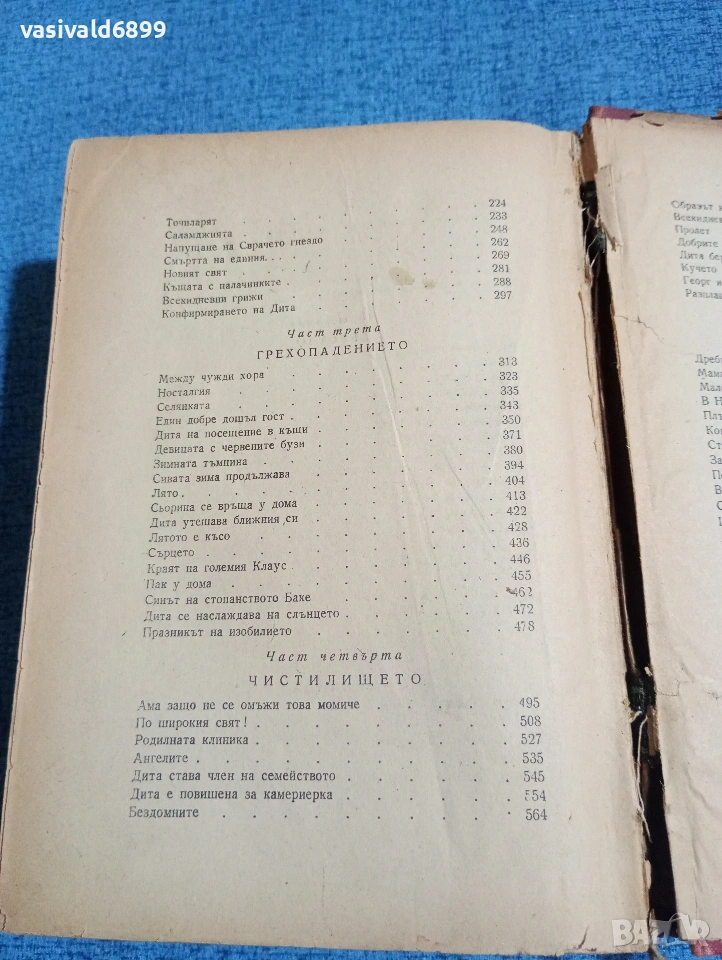 vasivald6899
Точиларят . . . . . . . . 224
Саламджията . . . . . . . . 233
Напущане на Сврачето гнездо . . . . . 248
Смъртта на единия. . . . . . . . 262
Новият свят . . . . . . . . 269
Къщата с палачинките . . . . . . 281
Всекидневни грижи . . . . . . . 288
Конфирмирането на Дита . . . . . . 297
Част трета
ГРЕХОПАДЕНИЕТО
Между чужди хора . . . . . . . 313
Носталгия . . . . . . . . 323
Селянката . . . . . . . . 335
Един добре дошъл гост . . . . . . 343
Дита на посещение в къщи . . . . . 350
Девицата с червените бузи . . . . . 371
Зимната тъмнина . . . . . . . 380
Сивата зима продължава . . . . . . 394
Лято . . . . . . . . . 404
Сьорина се връща у дома . . . . . 413
Дита утешава ближния си . . . . . 422
Лятото е късо . . . . . . . 428
Сърцето . . . . . . . . 436
Краят на големия Клаус . . . . . . 446
Пак у дома . . . . . . . . 455
Синът на стопанството Бакке . . . . . 462
Дита се наслаждава на слънцето . . . . 472
Празникът на изобилието . . . . . 478
Част четвърта
ЧИСТИЛИЩЕТО
Ама защо не се омъжи това момиче . . . . 495
По широкия свят! . . . . . . . 508
Родилната клиника . . . . . . . 527
Ангелите . . . . . . . . 535
Дита става член на семейството . . . . 545
Дита е повишена за камериерка . . . . 554
Бездомните . . . . . . . . 564
Образът
Всекидне
Пролет
Добрите
Дита
Кучето
Георг и
BAZAR